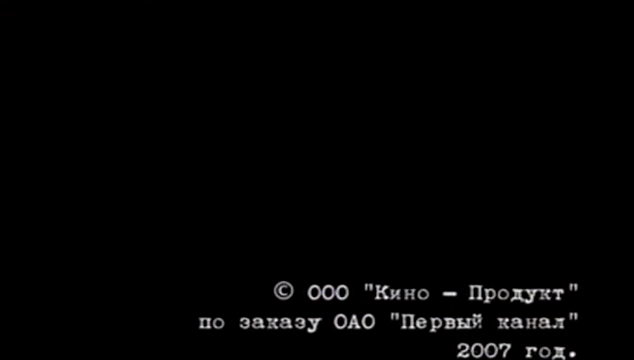 © ООО "Кино – Продукт"
по заказу ОАО "Первый канал"
2007 год.